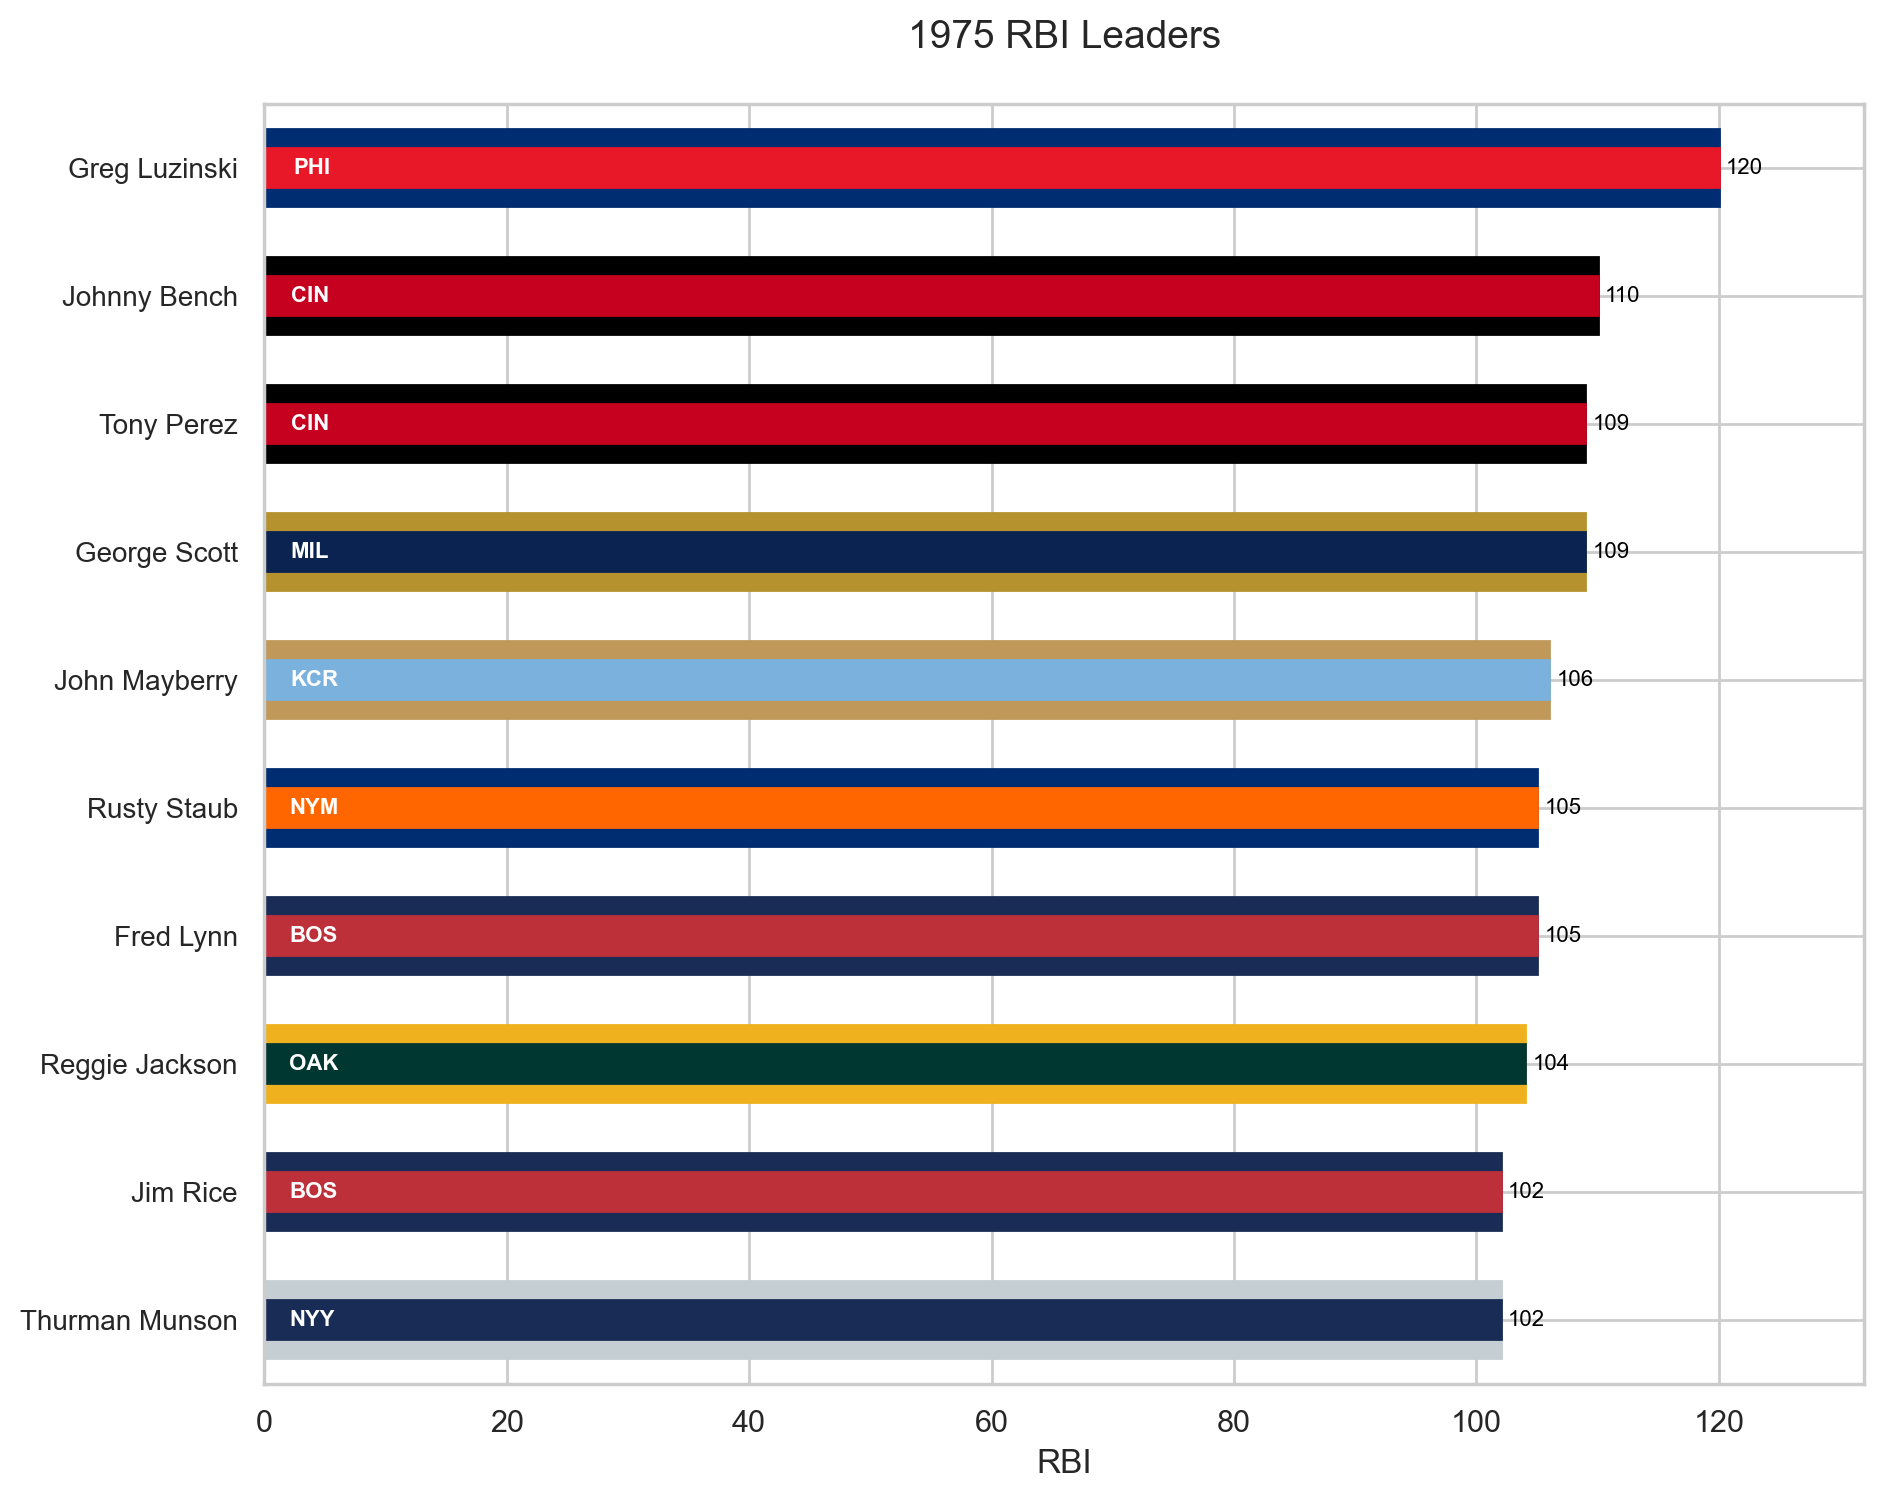 1975 RBI Leaders
Greg Luzinski PHI 120
Johnny Bench CIN 110
Tony Perez CIN 109
George Scott MIL 109
John Mayberry KCR 106
Rusty Staub NYM 105
Fred Lynn BOS 105
Reggie Jackson OAK 104
Jim Rice BOS 102
Thurman Munson NYY 102
0 20 40 60 80 100 120
RBI